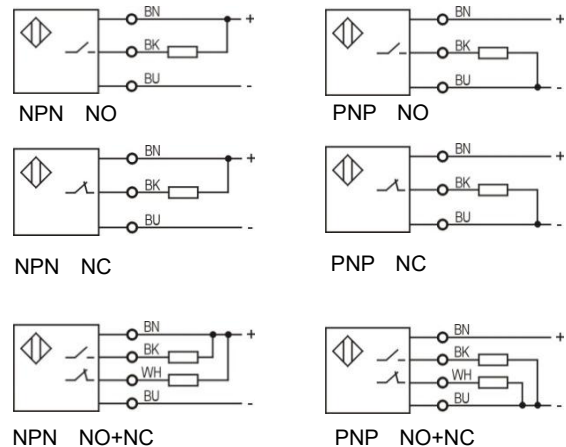 BN +
BK
BU -
NPN NO
BN +
BK
BU -
PNP NO
BN +
BK
BU -
NPN NC
BN +
BK
BU -
PNP NC
BN +
BK
WH
BU -
NPN NO+NC
BN +
BK
WH
BU -
PNP NO+NC